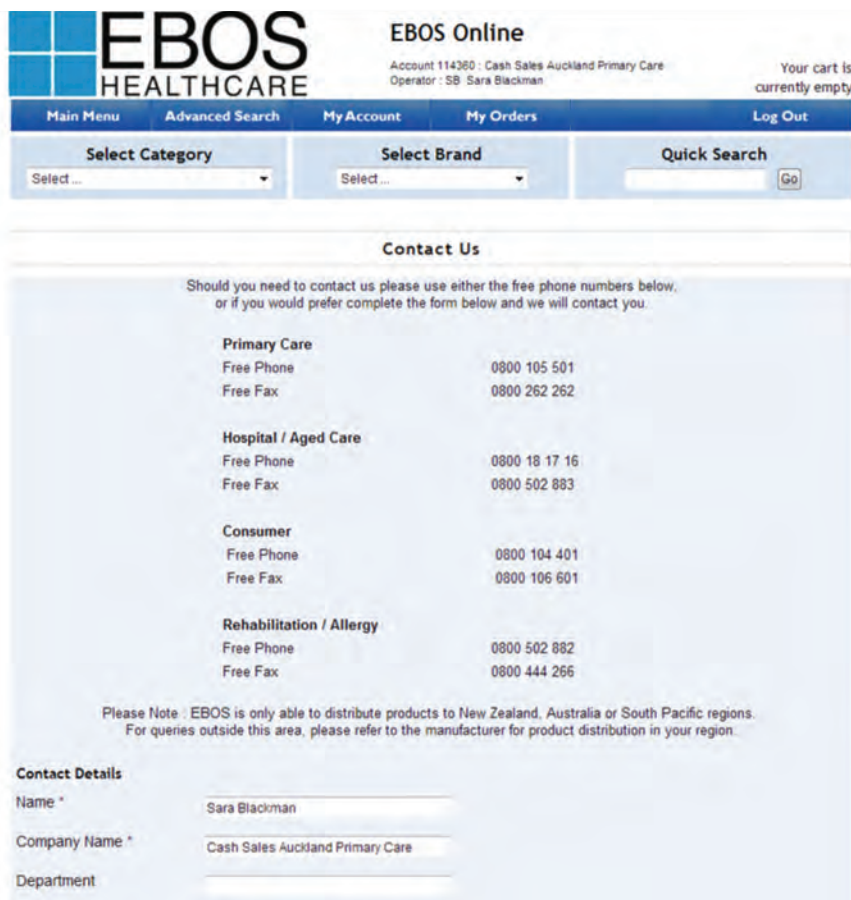 EBOS
HEALTHCARE
EBOS Online
Account 114360 : Cash Sales Auckland Primary Care
Operator : SB Sara Blackman
Your cart is
currently empty
Main Menu Advanced Search My Account My Orders Log Out
Select Category Select Brand Quick Search
Select ... Select ... Go
Contact Us
Should you need to contact us please use either the free phone numbers below,
or if you would prefer complete the form below and we will contact you.
Primary Care
Free Phone 0800 105 501
Free Fax 0800 262 262
Hospital / Aged Care
Free Phone 0800 18 17 16
Free Fax 0800 502 883
Consumer
Free Phone 0800 104 401
Free Fax 0800 106 601
Rehabilitation / Allergy
Free Phone 0800 502 882
Free Fax 0800 444 266
Please Note : EBOS is only able to distribute products to New Zealand, Australia or South Pacific regions.
For queries outside this area, please refer to the manufacturer for product distribution in your region.
Contact Details
Name * Sara Blackman
Company Name * Cash Sales Auckland Primary Care
Department